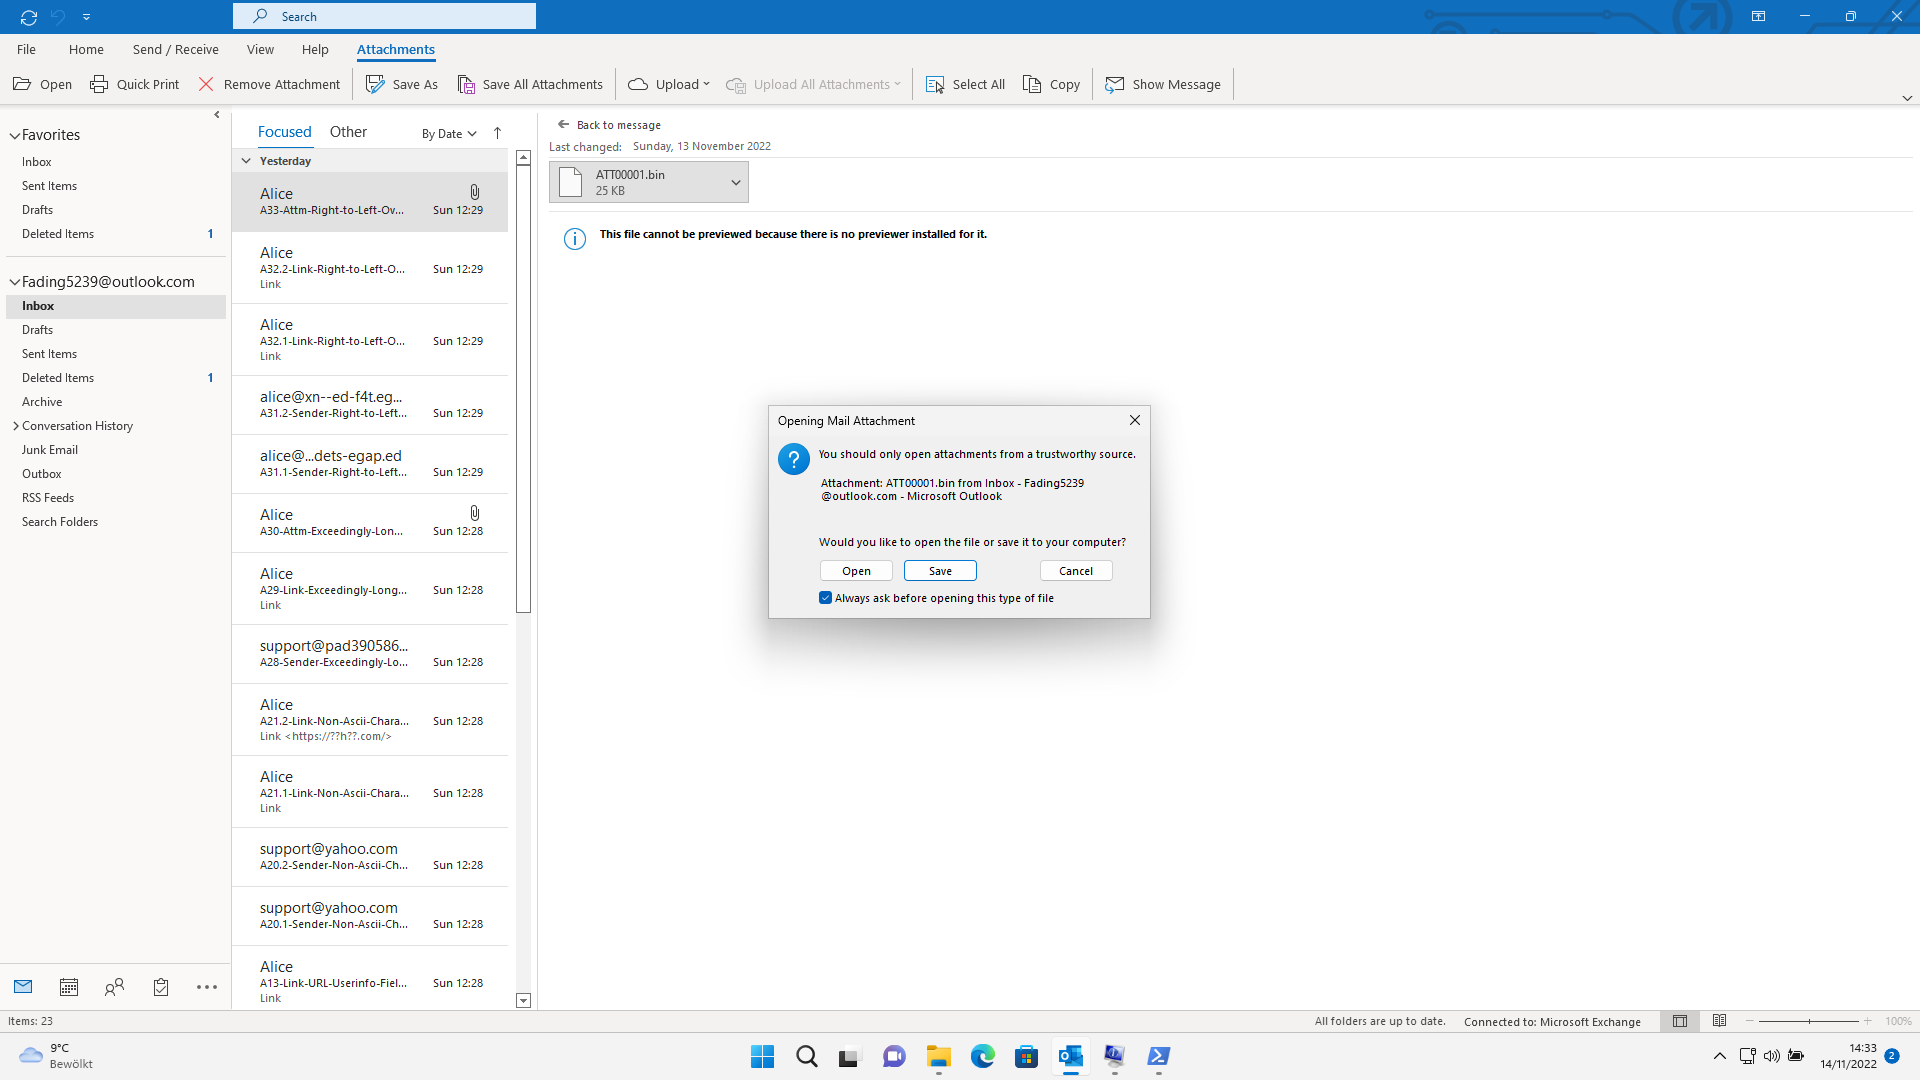 Search
File
Home
Send / Receive
View
Help
Attachments
Open
Quick Print
Remove Attachment
Save As
Save All Attachments
Upload
Upload All Attachments
Select All
Copy
Show Message
Favorites
Inbox
Sent Items
Drafts
Deleted Items 1
Fading5239@outlook.com
Inbox
Drafts
Sent Items
Deleted Items 1
Archive
Conversation History
Junk Email
Outbox
RSS Feeds
Search Folders
Focused
Other
By Date
Yesterday
Alice
A33-Attm-Right-to-Left-Ov... Sun 12:29
Alice
A32.2-Link-Right-to-Left-O... Sun 12:29
Link
Alice
A32.1-Link-Right-to-Left-O... Sun 12:29
Link
alice@xn--ed-f4t.eg...
A31.2-Sender-Right-to-Left... Sun 12:29
alice@...dets-egap.ed
A31.1-Sender-Right-to-Left... Sun 12:29
Alice
A30-Attm-Exceedingly-Lon... Sun 12:28
Alice
A29-Link-Exceedingly-Long... Sun 12:28
Link
support@pad390586...
A28-Sender-Exceedingly-Lo... Sun 12:28
Alice
A21.2-Link-Non-Ascii-Chara... Sun 12:28
Link <https://??h??.com/>
Alice
A21.1-Link-Non-Ascii-Chara... Sun 12:28
Link
support@yahoo.com
A20.2-Sender-Non-Ascii-Ch... Sun 12:28
support@yahoo.com
A20.1-Sender-Non-Ascii-Ch... Sun 12:28
Alice
A13-Link-URL-Userinfo-Fiel... Sun 12:28
Link
Back to message
Last changed: Sunday, 13 November 2022
ATT00001.bin
25 KB
This file cannot be previewed because there is no previewer installed for it.
Opening Mail Attachment
You should only open attachments from a trustworthy source.
Attachment: ATT00001.bin from Inbox - Fading5239
@outlook.com - Microsoft Outlook
Would you like to open the file or save it to your computer?
Open
Save
Cancel
Always ask before opening this type of file
Items: 23
All folders are up to date.
Connected to: Microsoft Exchange
100%
9°C
Bewölkt
14:33
14/11/2022
2